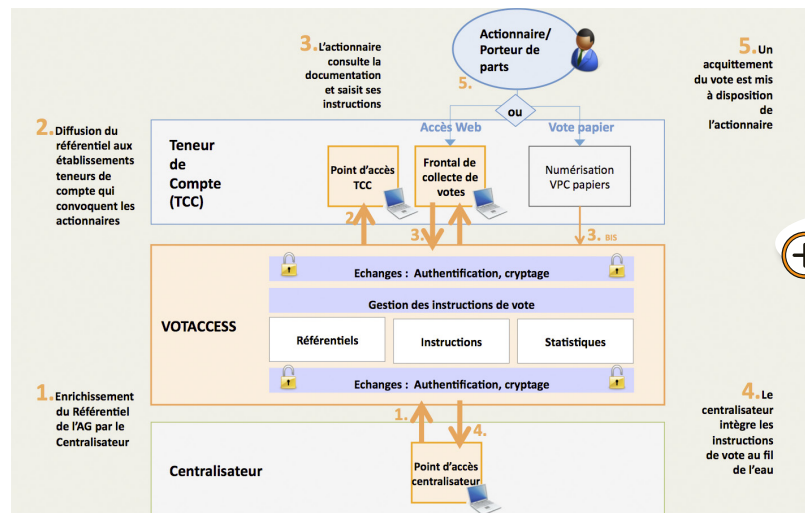 3. L'actionnaire
consulte la
documentation
et saisit ses
instructions
Actionnaire/
Porteur de
parts
5.
5. Un
acquittement
du vote est mis
à disposition
de
l'actionnaire
ou
Accès Web
Vote papier
2. Diffusion du
référentiel aux
établissements
teneurs de
compte qui
convoquent les
actionnaires
Teneur
de
Compte
(TCC)
Point d'accès
TCC
Frontal de
collecte de
votes
Numérisation
VPC papiers
2
3.
3. BIS
VOTACCESS
Echanges : Authentification, cryptage
Gestion des instructions de vote
Référentiels
Instructions
Statistiques
Echanges : Authentification, cryptage
1. Enrichissement
du Référentiel
de l'AG par le
Centralisateur
1.
4.
4. Le
centralisateur
intègre les
instructions
de vote au fil
de l'eau
Centralisateur
Point d'accès
centralisateur